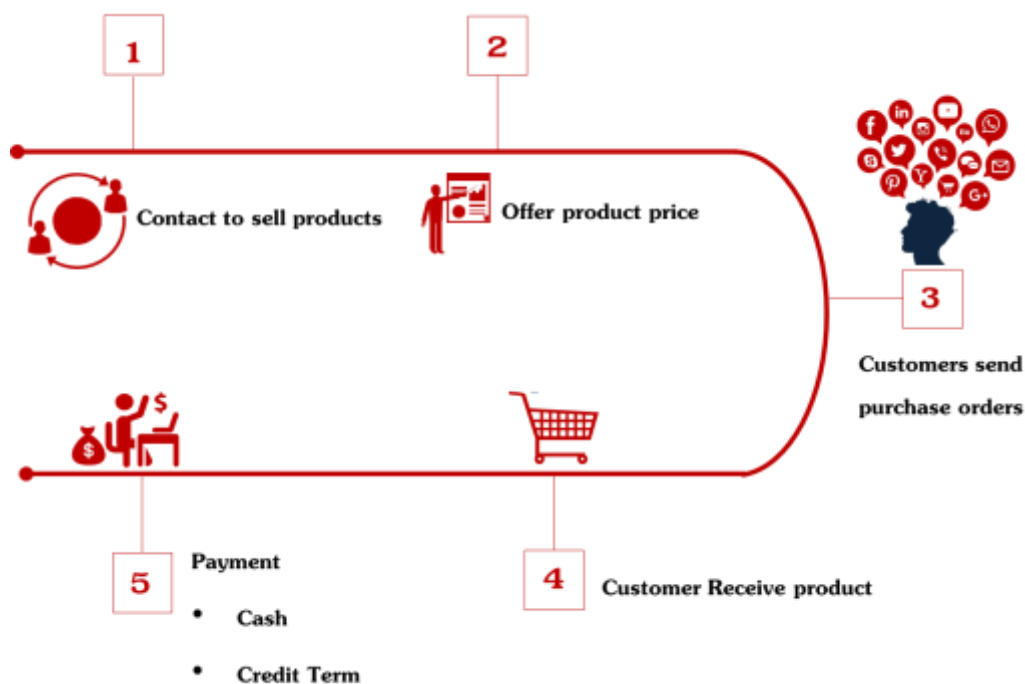 1
Contact to sell products
2
Offer product price
3
Customers send
purchase orders
4
Customer Receive product
5
Payment
• Cash
• Credit Term